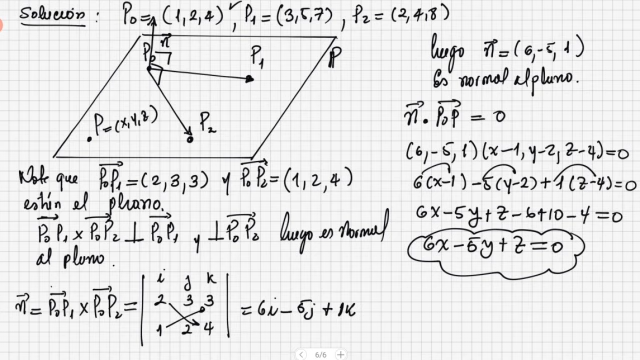 Solución: P₀ = (1,2,4), P₁ = (3,5,7), P₂ = (2,4,8)
n⃗
P₀
P₁
P
P = (x,y,z)
P₂
Note que P₀P₁ = (2,3,3) y P₀P₂ = (1,2,4)
están el plano.
P₀P₁ × P₀P₂ ⊥ P₀P₁ y ⊥ P₀P₂ luego es normal
al plano.
n⃗ = P₀P₁ × P₀P₂ = | i j k | = 6i - 5j + 1k
2 3 3
1 2 4
luego n⃗ = (6,-5,1)
Es normal al plano.
n⃗ · P₀P = 0
(6,-5,1)(x-1, y-2, z-4) = 0
6(x-1) - 5(y-2) + 1(z-4) = 0
6x - 5y + z - 6 + 10 - 4 = 0
6x - 5y + z = 0
6/6